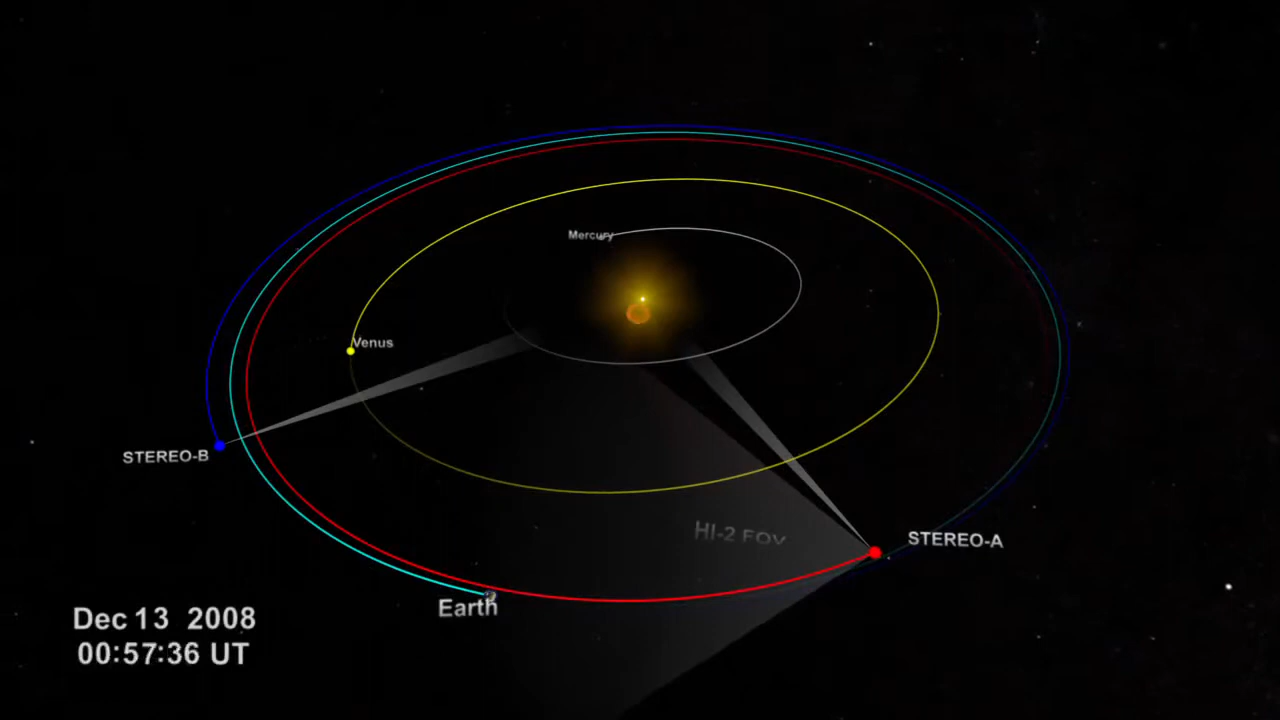 Mercury
Venus
STEREO-B
HI-2 FOV
STEREO-A
Earth
Dec 13 2008
00:57:36 UT